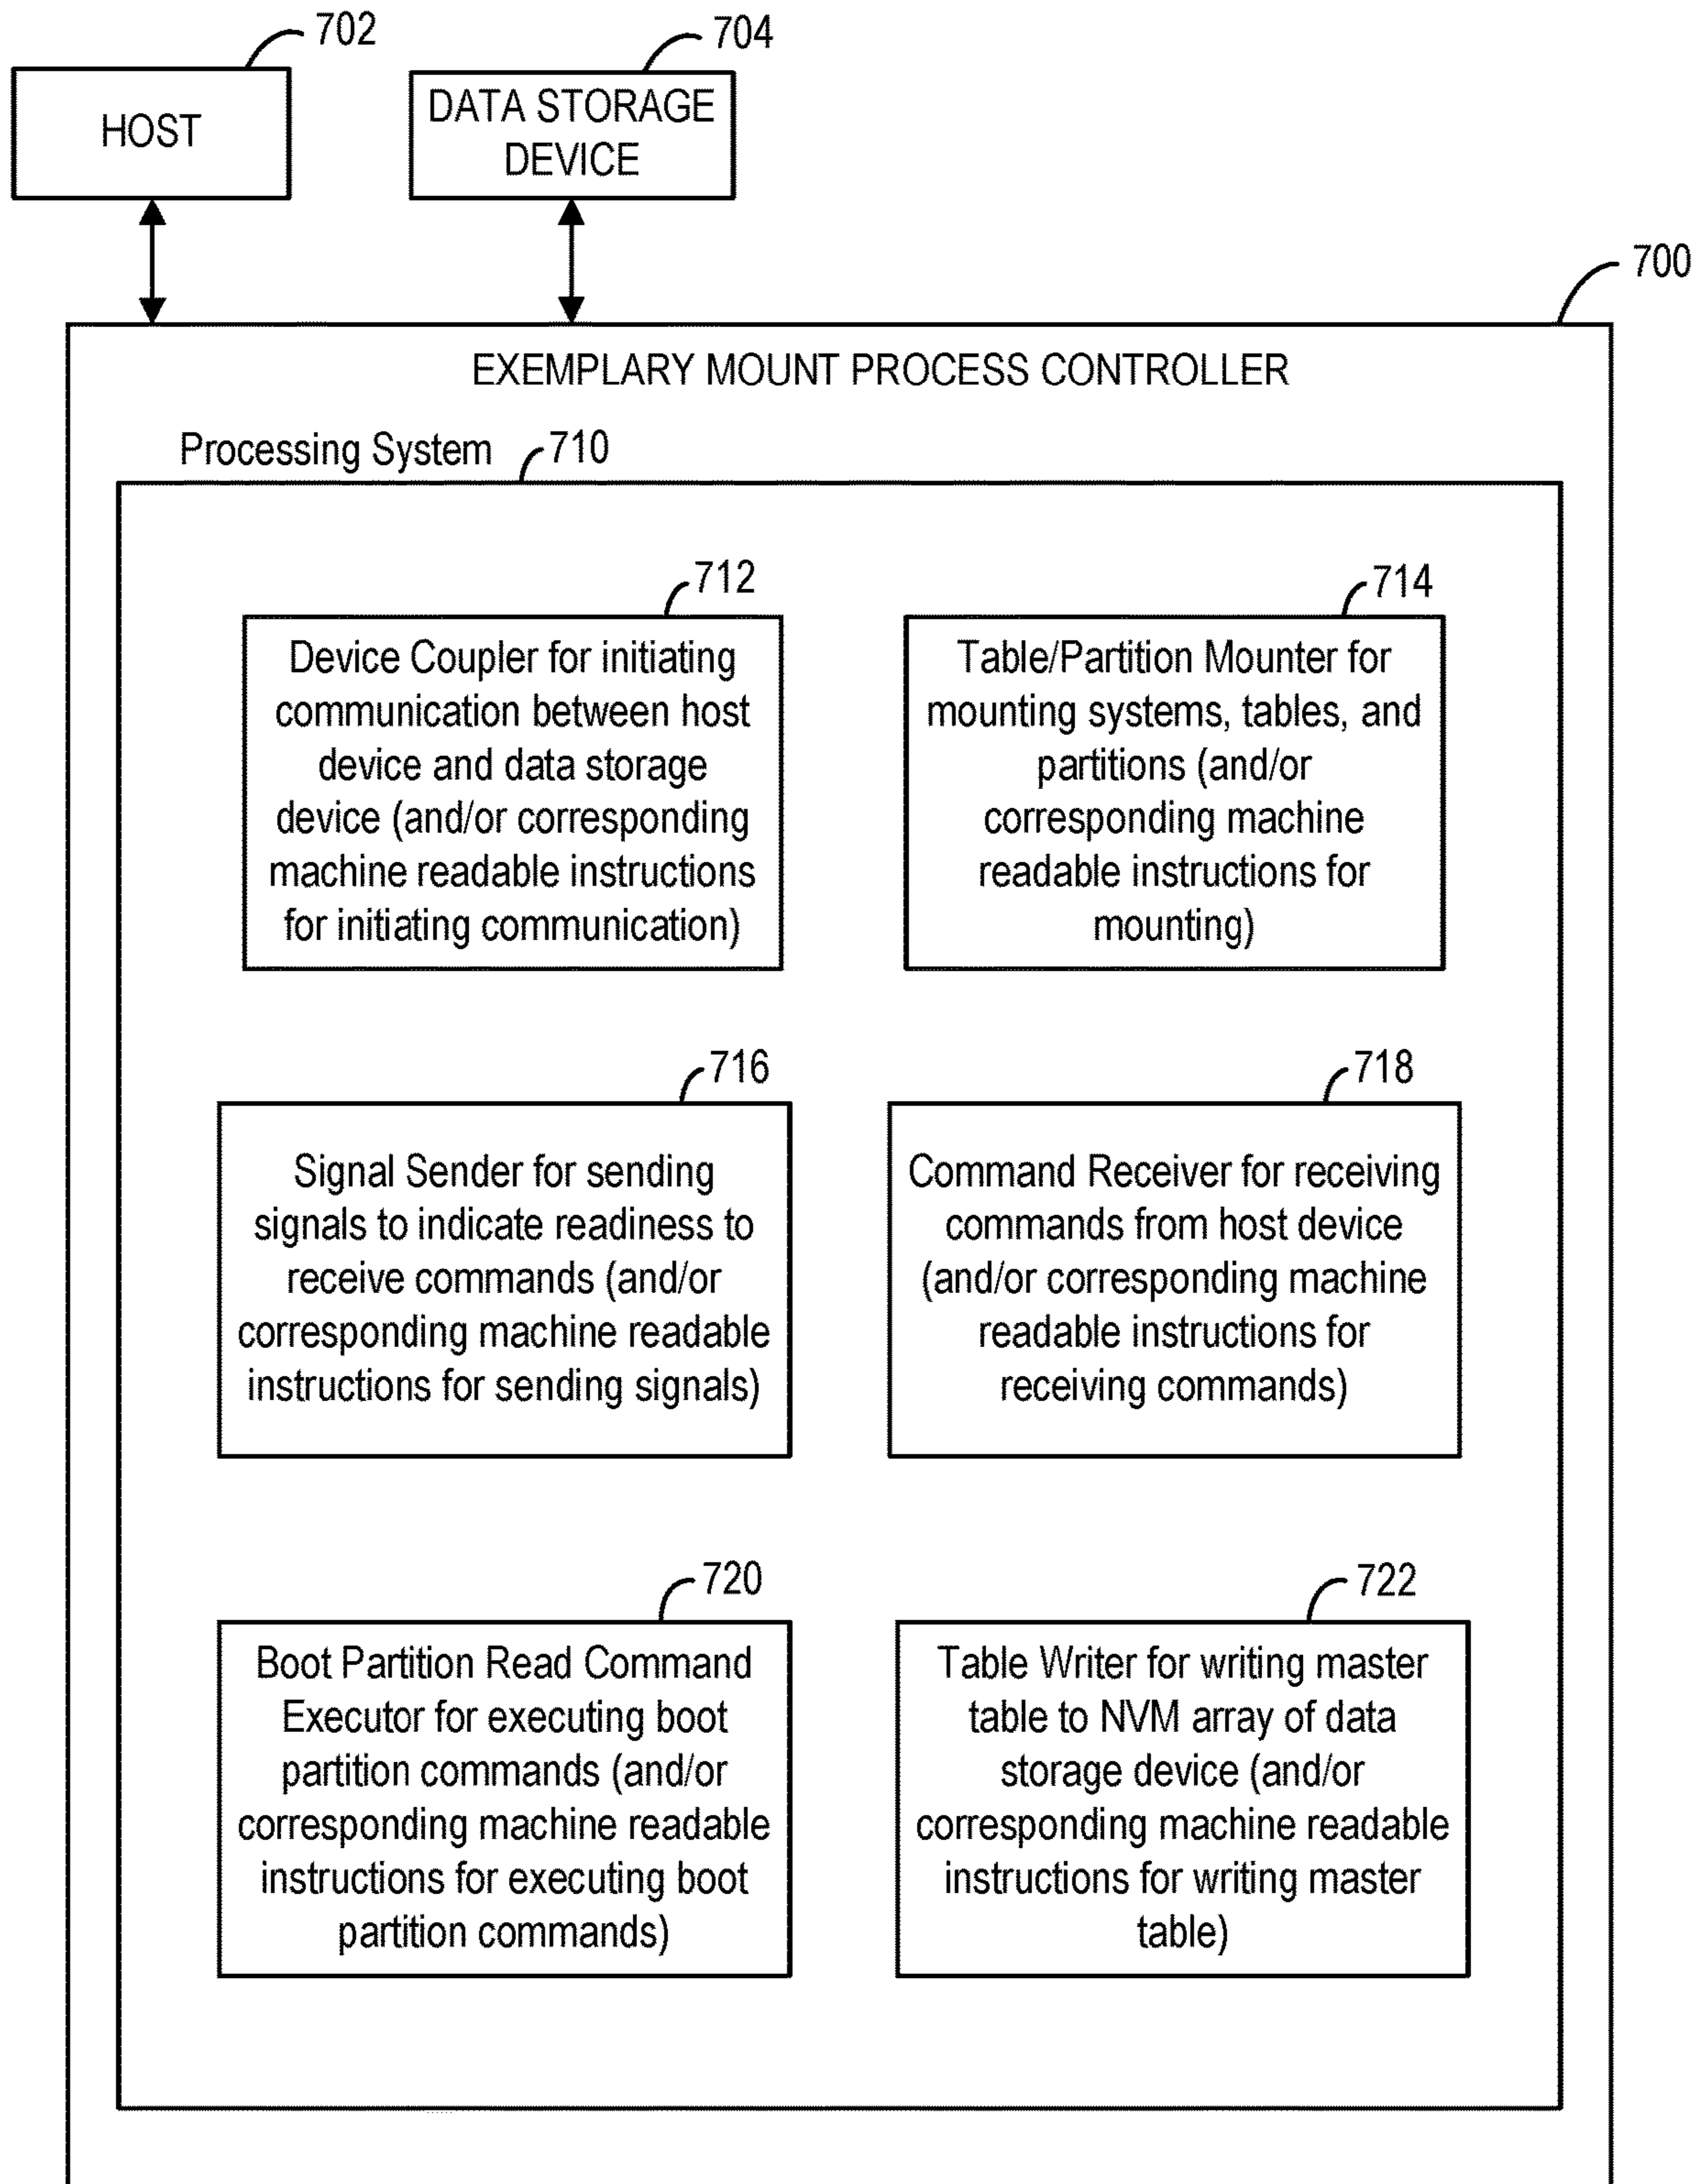 702
HOST
704
DATA STORAGE
DEVICE
700
EXEMPLARY MOUNT PROCESS CONTROLLER
Processing System
710
712
Device Coupler for initiating
communication between host
device and data storage
device (and/or corresponding
machine readable instructions
for initiating communication)
714
Table/Partition Mounter for
mounting systems, tables, and
partitions (and/or
corresponding machine
readable instructions for
mounting)
716
Signal Sender for sending
signals to indicate readiness to
receive commands (and/or
corresponding machine readable
instructions for sending signals)
718
Command Receiver for receiving
commands from host device
(and/or corresponding machine
readable instructions for
receiving commands)
720
Boot Partition Read Command
Executor for executing boot
partition commands (and/or
corresponding machine readable
instructions for executing boot
partition commands)
722
Table Writer for writing master
table to NVM array of data
storage device (and/or
corresponding machine readable
instructions for writing master
table)